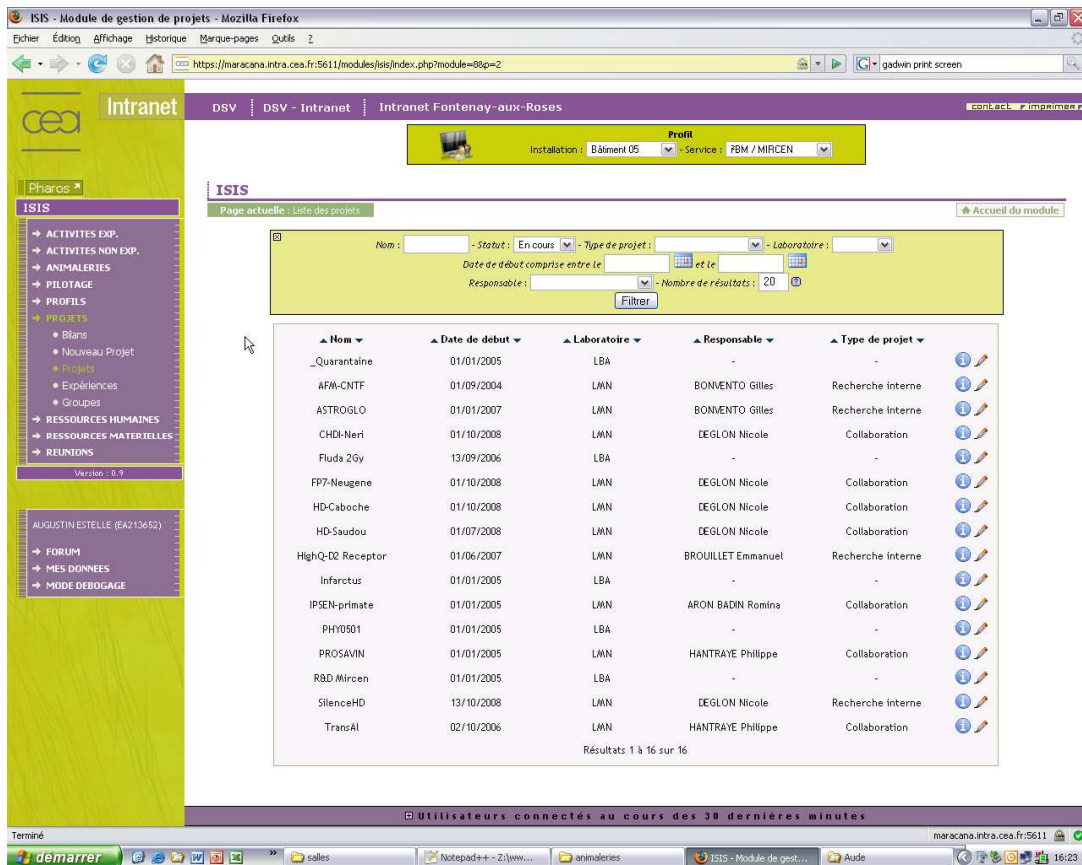 ISIS - Module de gestion de projets - Mozilla Firefox
Fichier Édition Affichage Historique Marque-pages Outils ?
https://maracana.intra.cea.fr:5611/modules/isis/index.php?module=88&p=2
gadwin print screen
cea Intranet
DSV DSV - Intranet Intranet Fontenay-aux-Roses
contact imprimer
Profil
Installation : Bâtiment 05 - Service : FBM / MIRCEN
Pharos
ISIS
ACTIVITES EXP.
ACTIVITES NON EXP.
ANIMALERIES
PILOTAGE
PROFILS
PROJETS
Bilans
Nouveau Projet
Projets
Expériences
Groupes
RESSOURCES HUMAINES
RESSOURCES MATERIELLES
REUNIONS
Version : 0.9
AUGUSTIN ESTELLE (EA213652)
FORUM
MES DONNEES
MODE DEBOGAGE
ISIS
Page actuelle : Liste des projets
Accueil du module
Nom : - Statut : En cours - Type de projet : - Laboratoire :
Date de début comprise entre le et le
Responsable : - Nombre de résultats : 20
Filtrer
Nom Date de début Laboratoire Responsable Type de projet
_Quarantaine 01/01/2005 LBA - -
AFM-CNTF 01/09/2004 LMN BONVENTO Gilles Recherche interne
ASTROGLO 01/01/2007 LMN BONVENTO Gilles Recherche interne
CHDI-Neri 01/10/2008 LMN DEGLON Nicole Collaboration
Fluda 2Gy 13/09/2006 LBA - -
FP7-Neugene 01/10/2008 LMN DEGLON Nicole Collaboration
HD-Caboche 01/10/2008 LMN DEGLON Nicole Collaboration
HD-Saudou 01/07/2008 LMN DEGLON Nicole Collaboration
HighQ-D2 Receptor 01/06/2007 LMN BROUILLET Emmanuel Recherche interne
Infarctus 01/01/2005 LBA - -
IPSEN-primate 01/01/2005 LMN ARON BADIN Romina Collaboration
PHY0501 01/01/2005 LBA - -
PROSAVIN 01/01/2005 LMN HANTRAYE Philippe Collaboration
R&D Mircen 01/01/2005 LBA - -
SilenceHD 13/10/2008 LMN DEGLON Nicole Recherche interne
TransAl 02/10/2006 LMN HANTRAYE Philippe Collaboration
Résultats 1 à 16 sur 16
Utilisateurs connectés au cours des 30 dernières minutes
Terminé
maracana.intra.cea.fr:5611
démarrer
salles
Notepad++ - Z:\ww...
animaleries
ISIS - Module de gest...
Aude
16:23